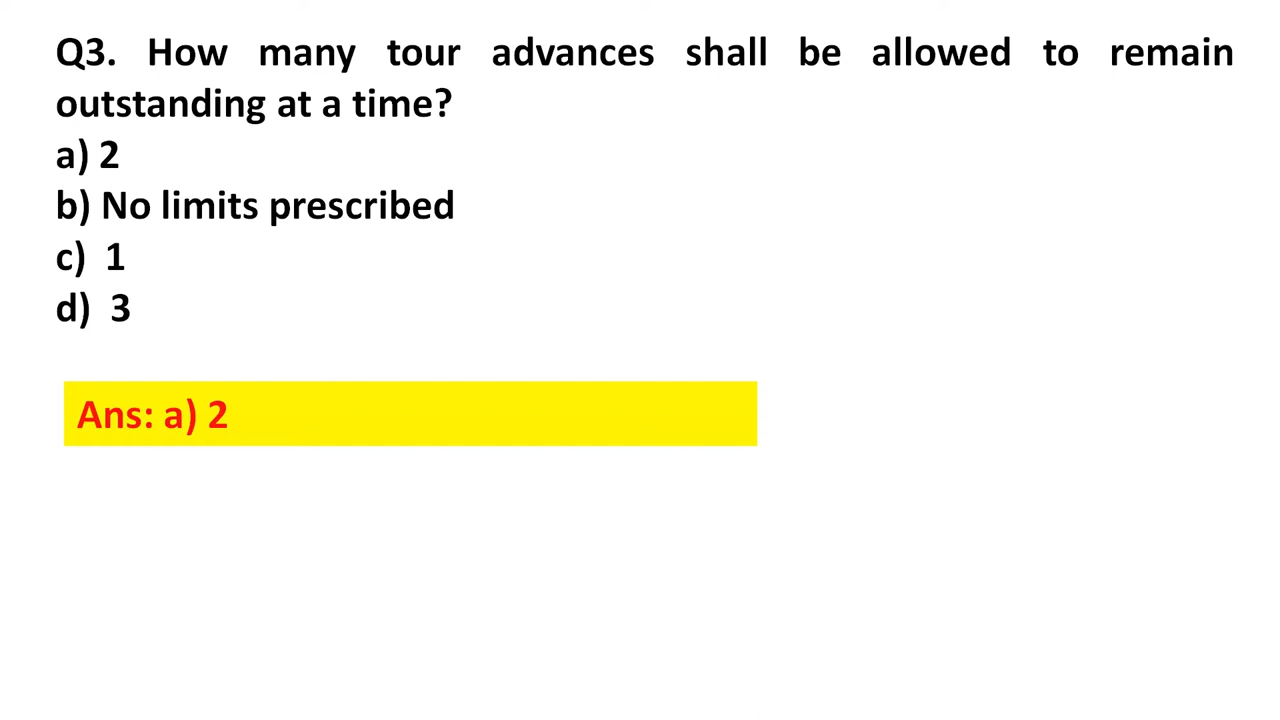 Q3. How many tour advances shall be allowed to remain
outstanding at a time?
a) 2
b) No limits prescribed
c) 1
d) 3
Ans: a) 2